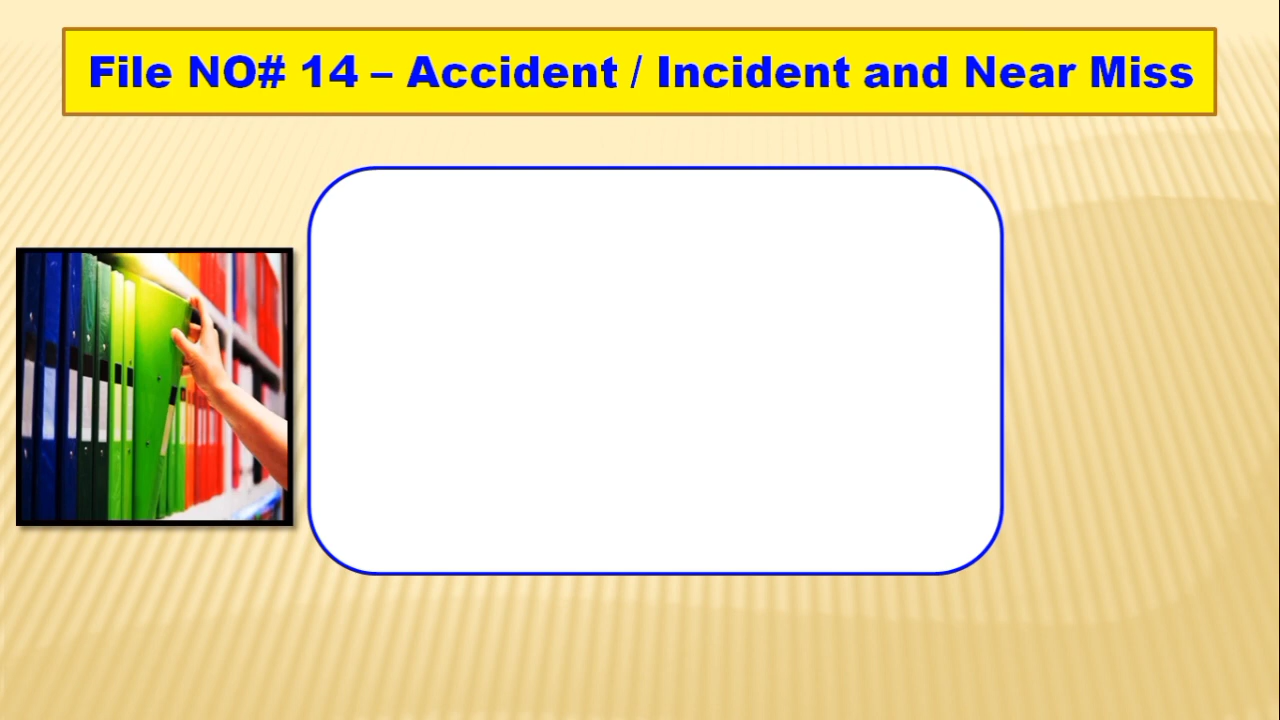 File NO# 14 – Accident / Incident and Near Miss